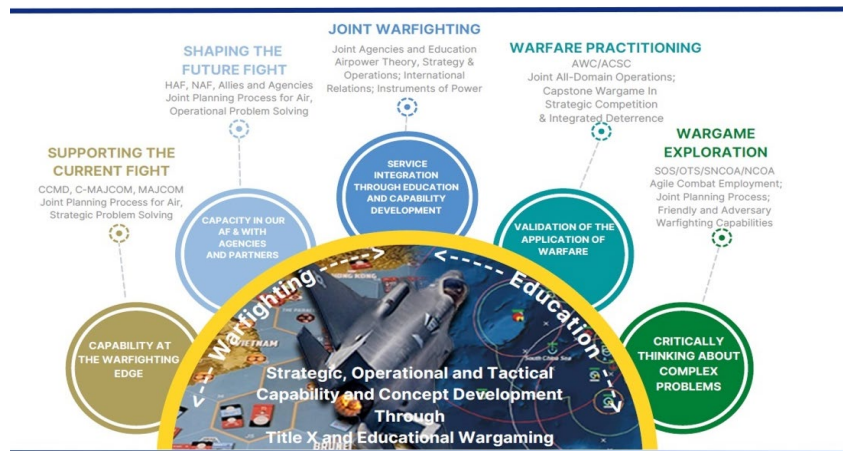 JOINT WARFIGHTING
Joint Agencies and Education
Airpower Theory, Strategy &
Operations; International
Relations; Instruments of Power
SHAPING THE
FUTURE FIGHT
HAF, NAF, Allies and Agencies
Joint Planning Process for Air,
Operational Problem Solving
WARFARE PRACTITIONING
AWC/ACSC
Joint All-Domain Operations;
Capstone Wargame In
Strategic Competition
& Integrated Deterrence
SUPPORTING THE
CURRENT FIGHT
CCMD, C-MAJCOM, MAJCOM
Joint Planning Process for Air,
Strategic Problem Solving
WARGAME
EXPLORATION
SOS/OTS/SNCOA/NCOA
Agile Combat Employment;
Joint Planning Process;
Friendly and Adversary
Warfighting Capabilities
CAPABILITY AT
THE WARFIGHTING
EDGE
CAPACITY IN OUR
AF & WITH
AGENCIES
AND PARTNERS
SERVICE
INTEGRATION
THROUGH EDUCATION
AND CAPABILITY
DEVELOPMENT
VALIDATION OF THE
APPLICATION OF
WARFARE
CRITICALLY
THINKING ABOUT
COMPLEX
PROBLEMS
Warfighting
Education
HONG KONG
VIETNAM
South China Sea
Strategic, Operational and Tactical
Capability and Concept Development
Through
Title X and Educational Wargaming
BRUNEI